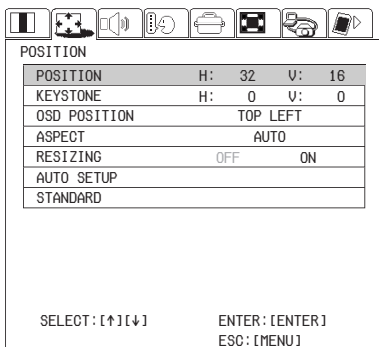 POSITION
POSITION H: 32 V: 16
KEYSTONE H: 0 V: 0
OSD POSITION TOP LEFT
ASPECT AUTO
RESIZING OFF ON
AUTO SETUP
STANDARD
SELECT:[↑][↓] ENTER:[ENTER]
ESC:[MENU]